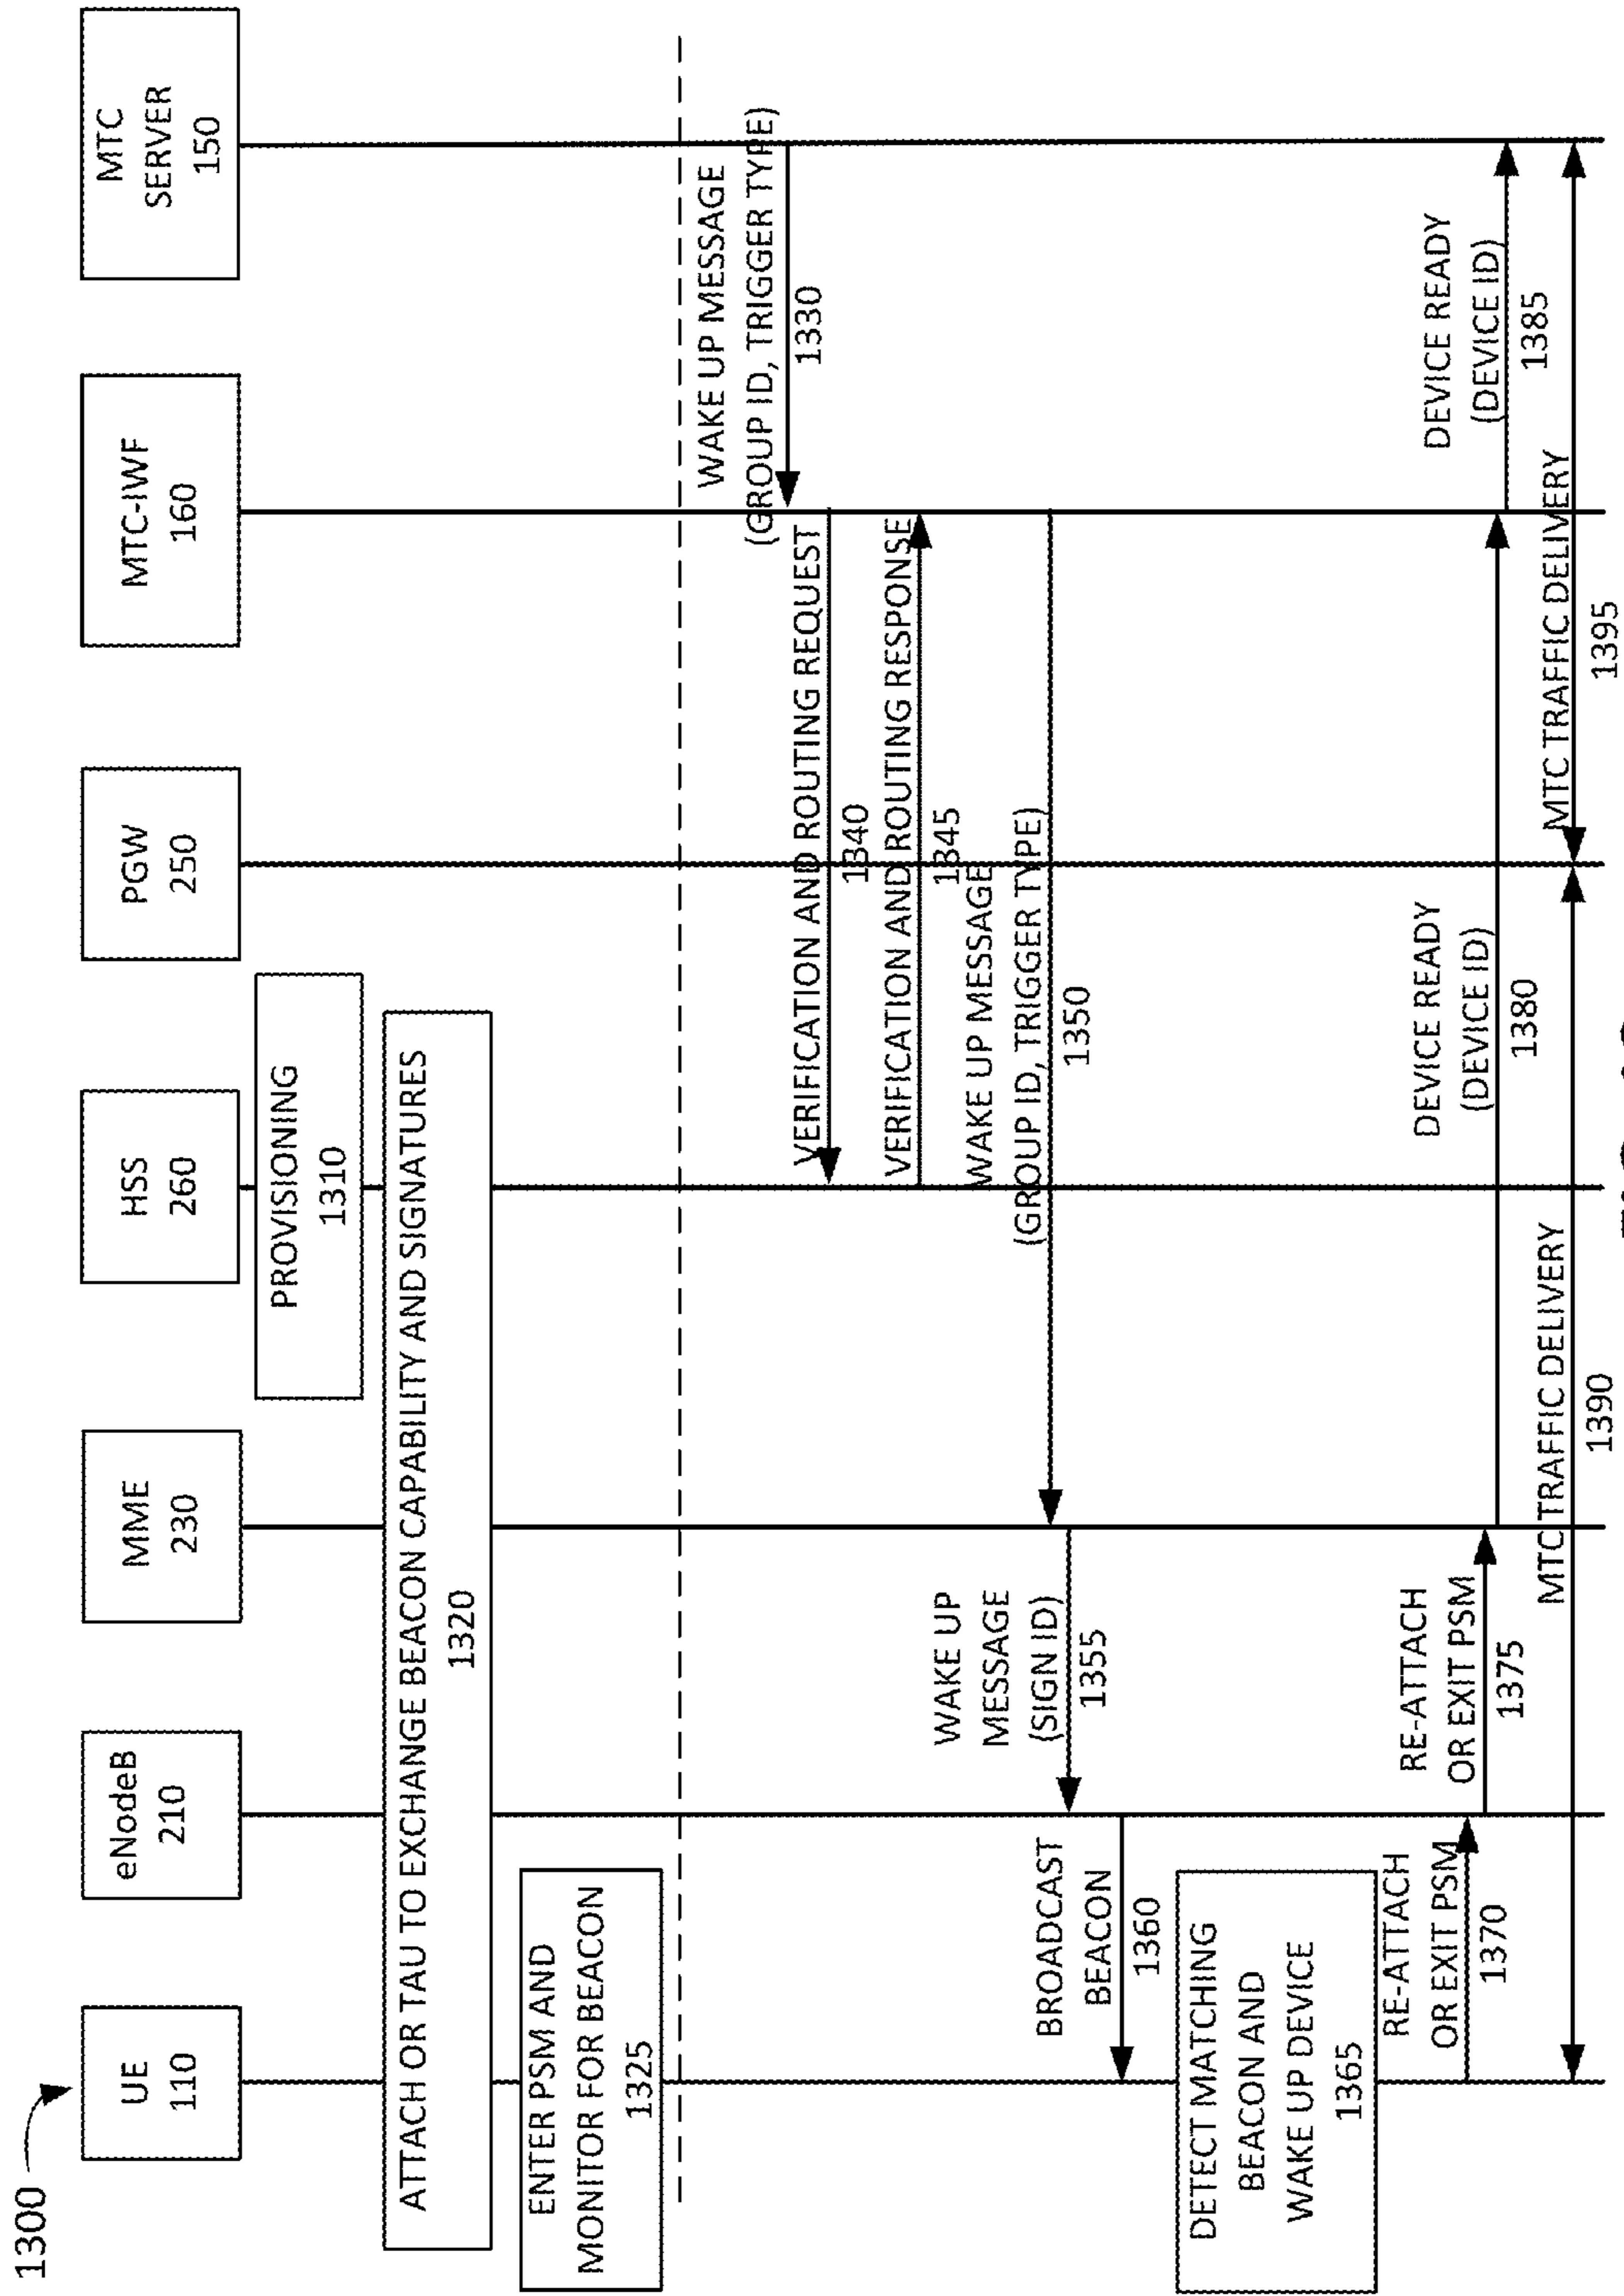 1300
UE
110
eNodeB
210
MME
230
HSS
260
PGW
250
MTC-IWF
160
MTC
SERVER
150
PROVISIONING
1310
ATTACH OR TAU TO EXCHANGE BEACON CAPABILITY AND SIGNATURES
1320
ENTER PSM AND
MONITOR FOR BEACON
1325
WAKE UP MESSAGE
(GROUP ID, TRIGGER TYPE)
1330
VERIFICATION AND ROUTING REQUEST
1340
VERIFICATION AND ROUTING RESPONSE
1345
WAKE UP MESSAGE
(GROUP ID, TRIGGER TYPE)
1350
WAKE UP
MESSAGE
(SIGN ID)
1355
BROADCAST
BEACON
1360
DETECT MATCHING
BEACON AND
WAKE UP DEVICE
1365
RE-ATTACH
OR EXIT PSM
1370
RE-ATTACH
OR EXIT PSM
1375
DEVICE READY
(DEVICE ID)
1380
DEVICE READY
(DEVICE ID)
1385
MTC TRAFFIC DELIVERY
1390
MTC TRAFFIC DELIVERY
1395